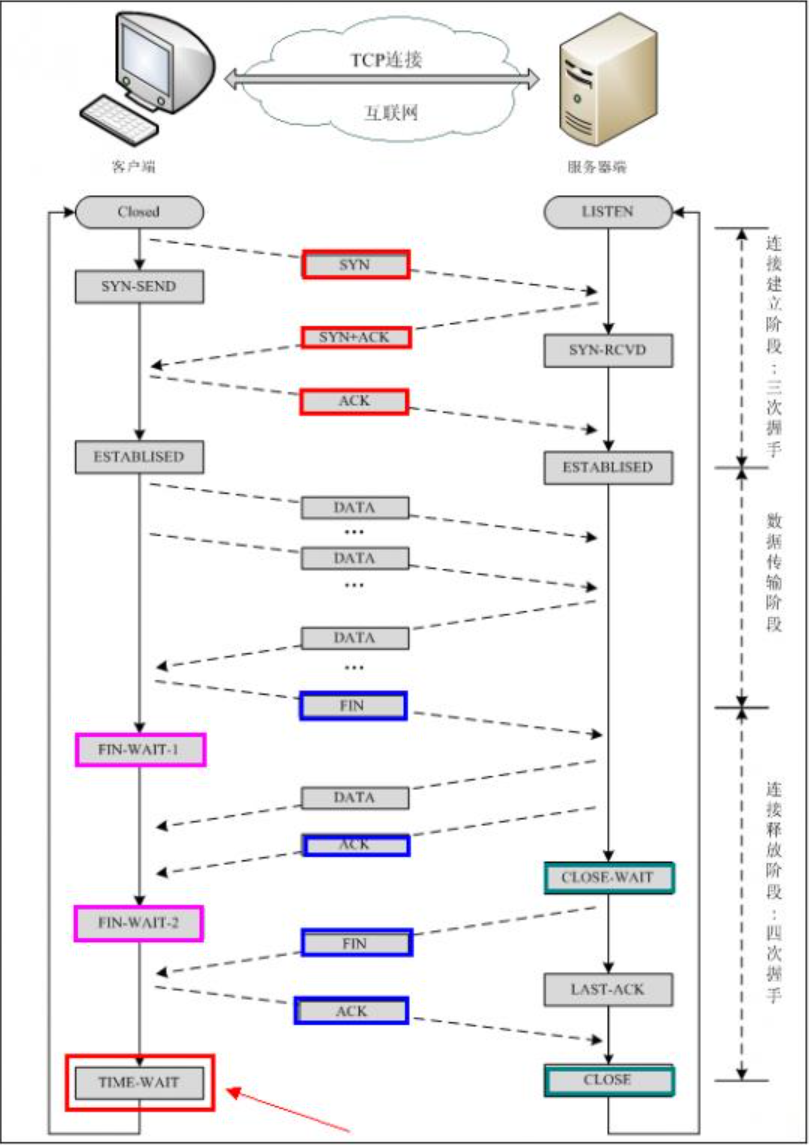 TCP连接
互联网
客户端
服务器端
Closed
LISTEN
SYN
SYN-SEND
SYN+ACK
SYN-RCVD
ACK
ESTABLISED
ESTABLISED
连接建立阶段：三次握手
DATA
...
DATA
...
DATA
...
数据传输阶段
FIN
FIN-WAIT-1
DATA
ACK
CLOSE-WAIT
FIN-WAIT-2
FIN
LAST-ACK
ACK
连接释放阶段：四次握手
TIME-WAIT
CLOSE